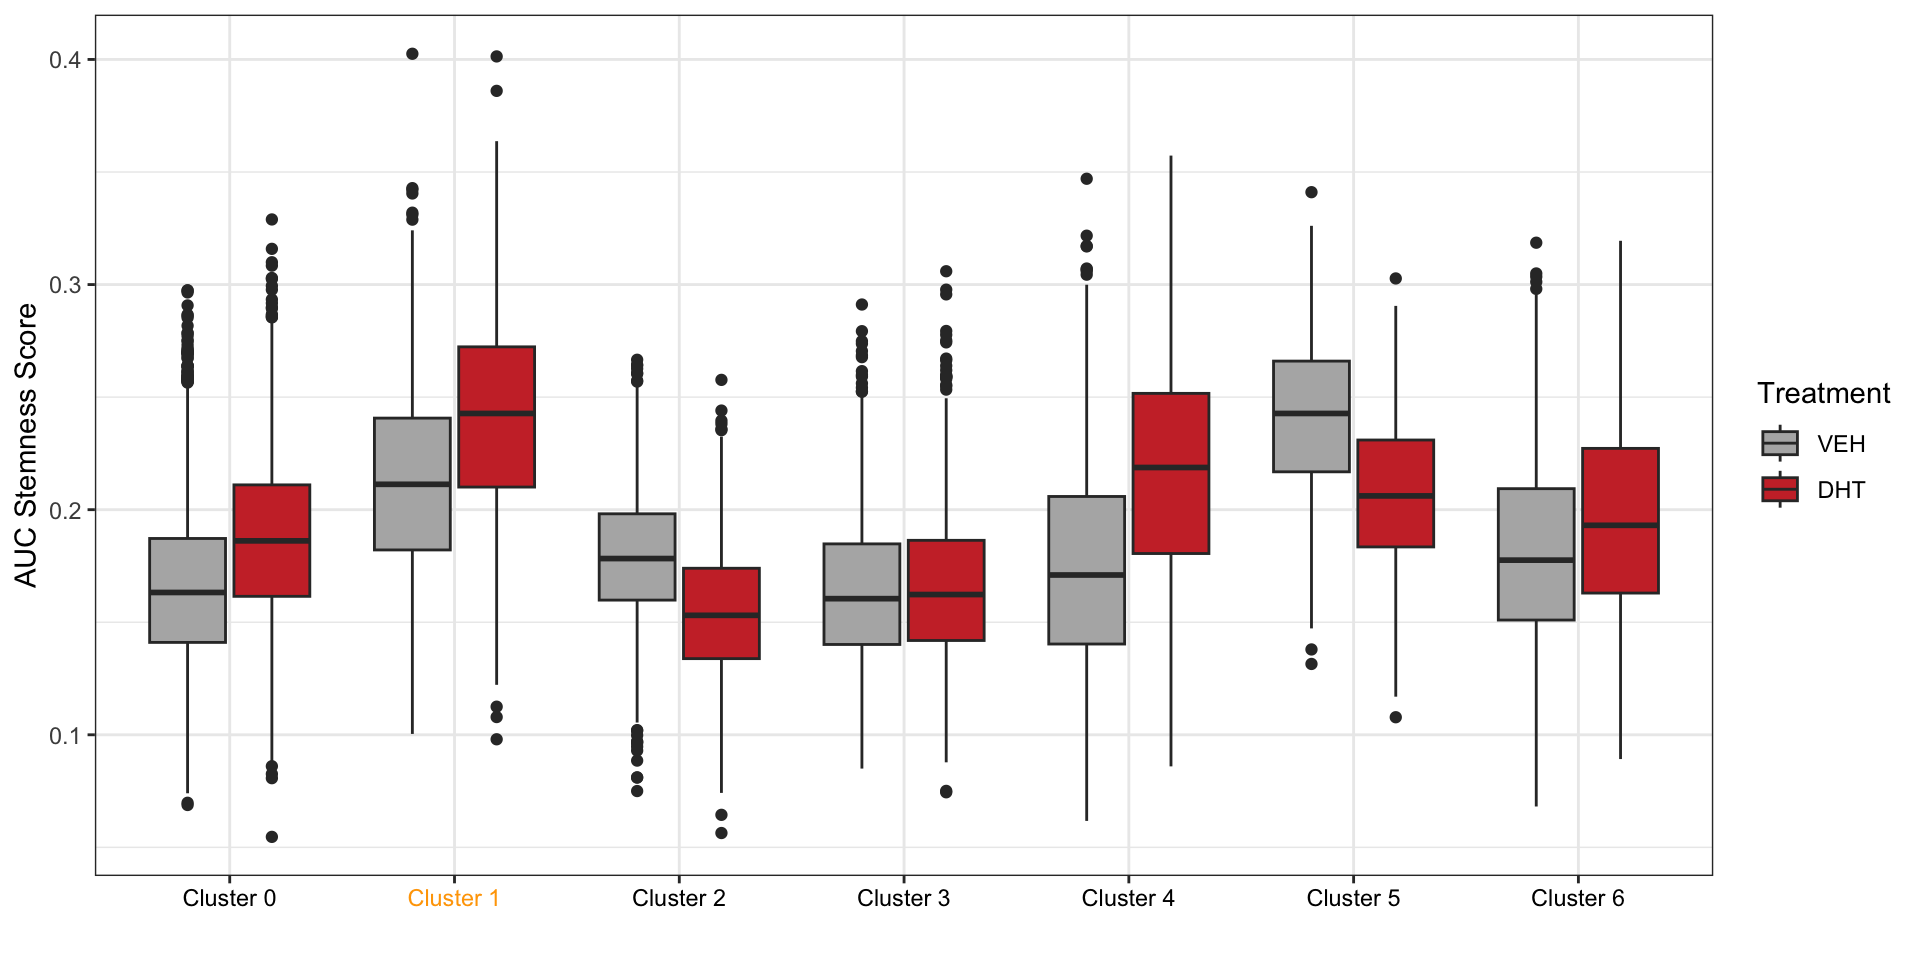 AUC Stemness Score
0.4
0.3
0.2
0.1
Cluster 0
Cluster 1
Cluster 2
Cluster 3
Cluster 4
Cluster 5
Cluster 6
Treatment
VEH
DHT